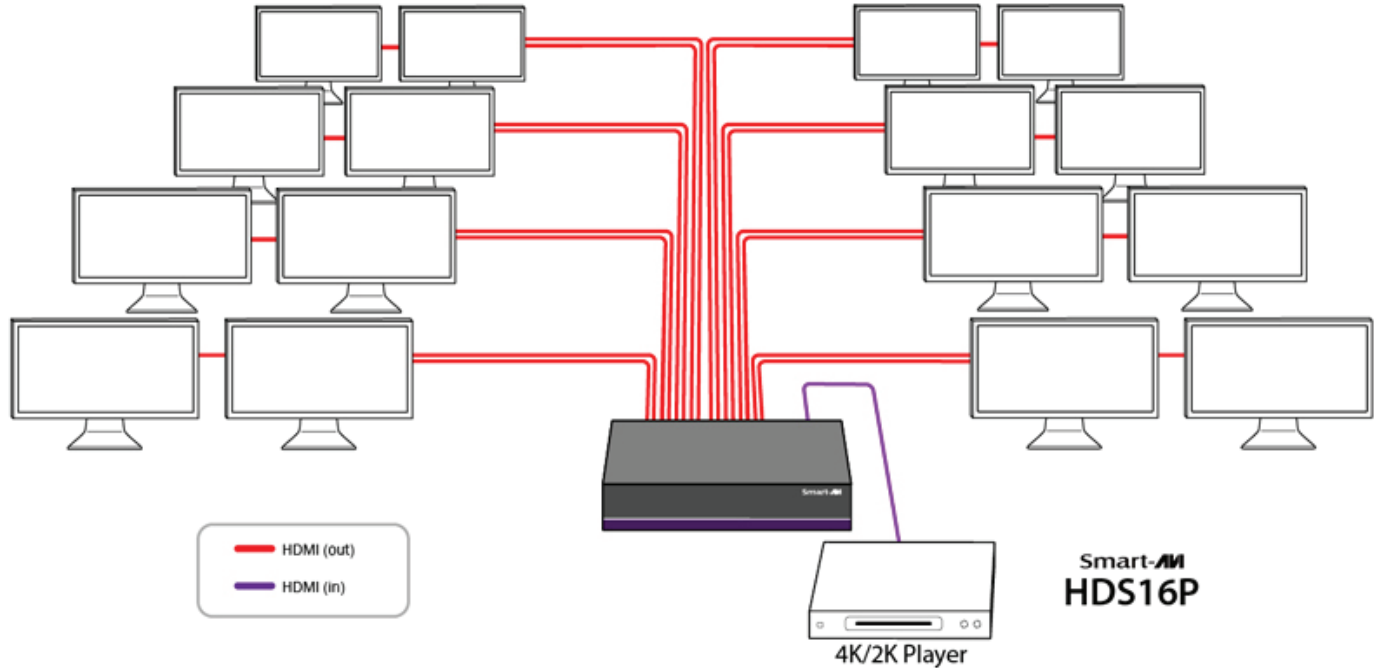 Smart-AVI
HDMI (out)
HDMI (in)
Smart-AVI
HDS16P
4K/2K Player